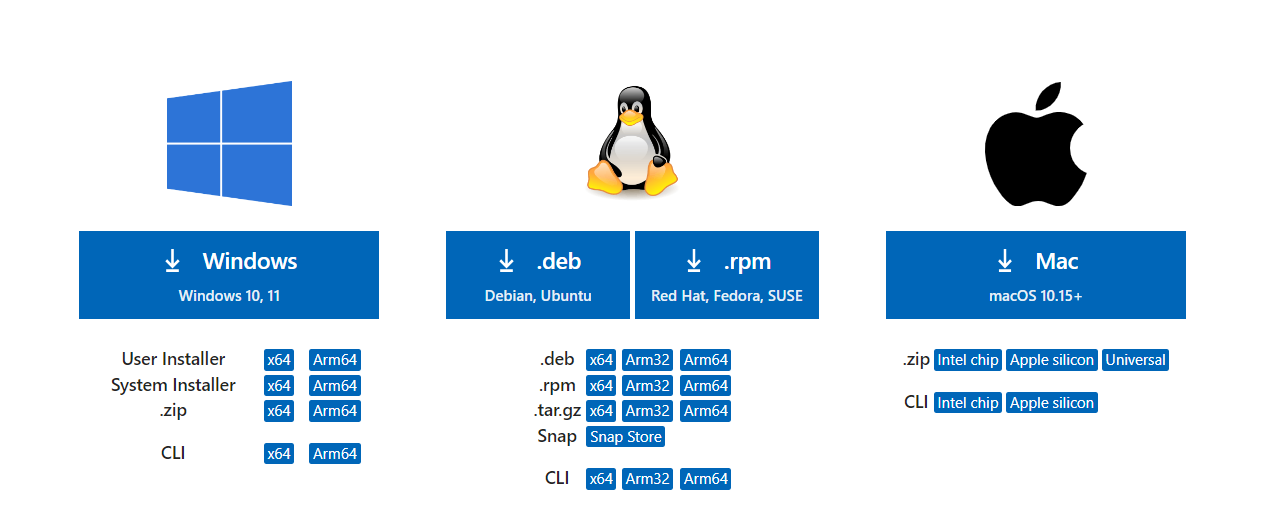 Windows
Windows 10, 11
User Installer x64 Arm64
System Installer x64 Arm64
.zip x64 Arm64
CLI x64 Arm64
.deb
Debian, Ubuntu
.rpm
Red Hat, Fedora, SUSE
.deb x64 Arm32 Arm64
.rpm x64 Arm32 Arm64
.tar.gz x64 Arm32 Arm64
Snap Snap Store
CLI x64 Arm32 Arm64
Mac
macOS 10.15+
.zip Intel chip Apple silicon Universal
CLI Intel chip Apple silicon